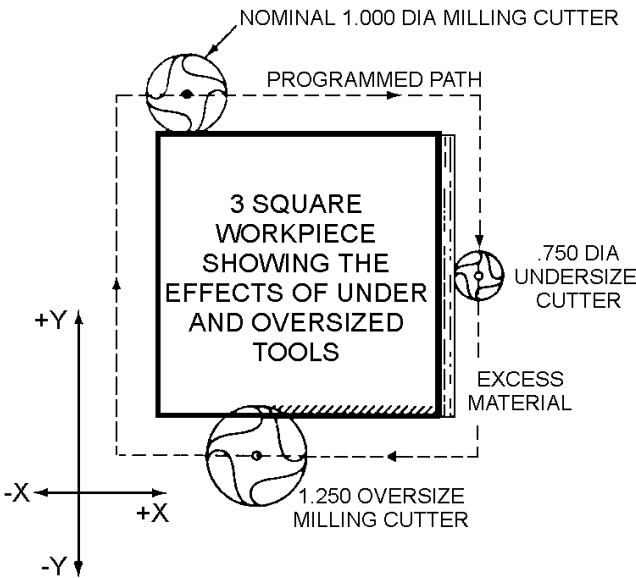 NOMINAL 1.000 DIA MILLING CUTTER
PROGRAMMED PATH
3 SQUARE
WORKPIECE
SHOWING THE
EFFECTS OF UNDER
AND OVERSIZED
TOOLS
.750 DIA
UNDERSIZE
CUTTER
+Y
EXCESS
MATERIAL
-X
+X
1.250 OVERSIZE
MILLING CUTTER
-Y